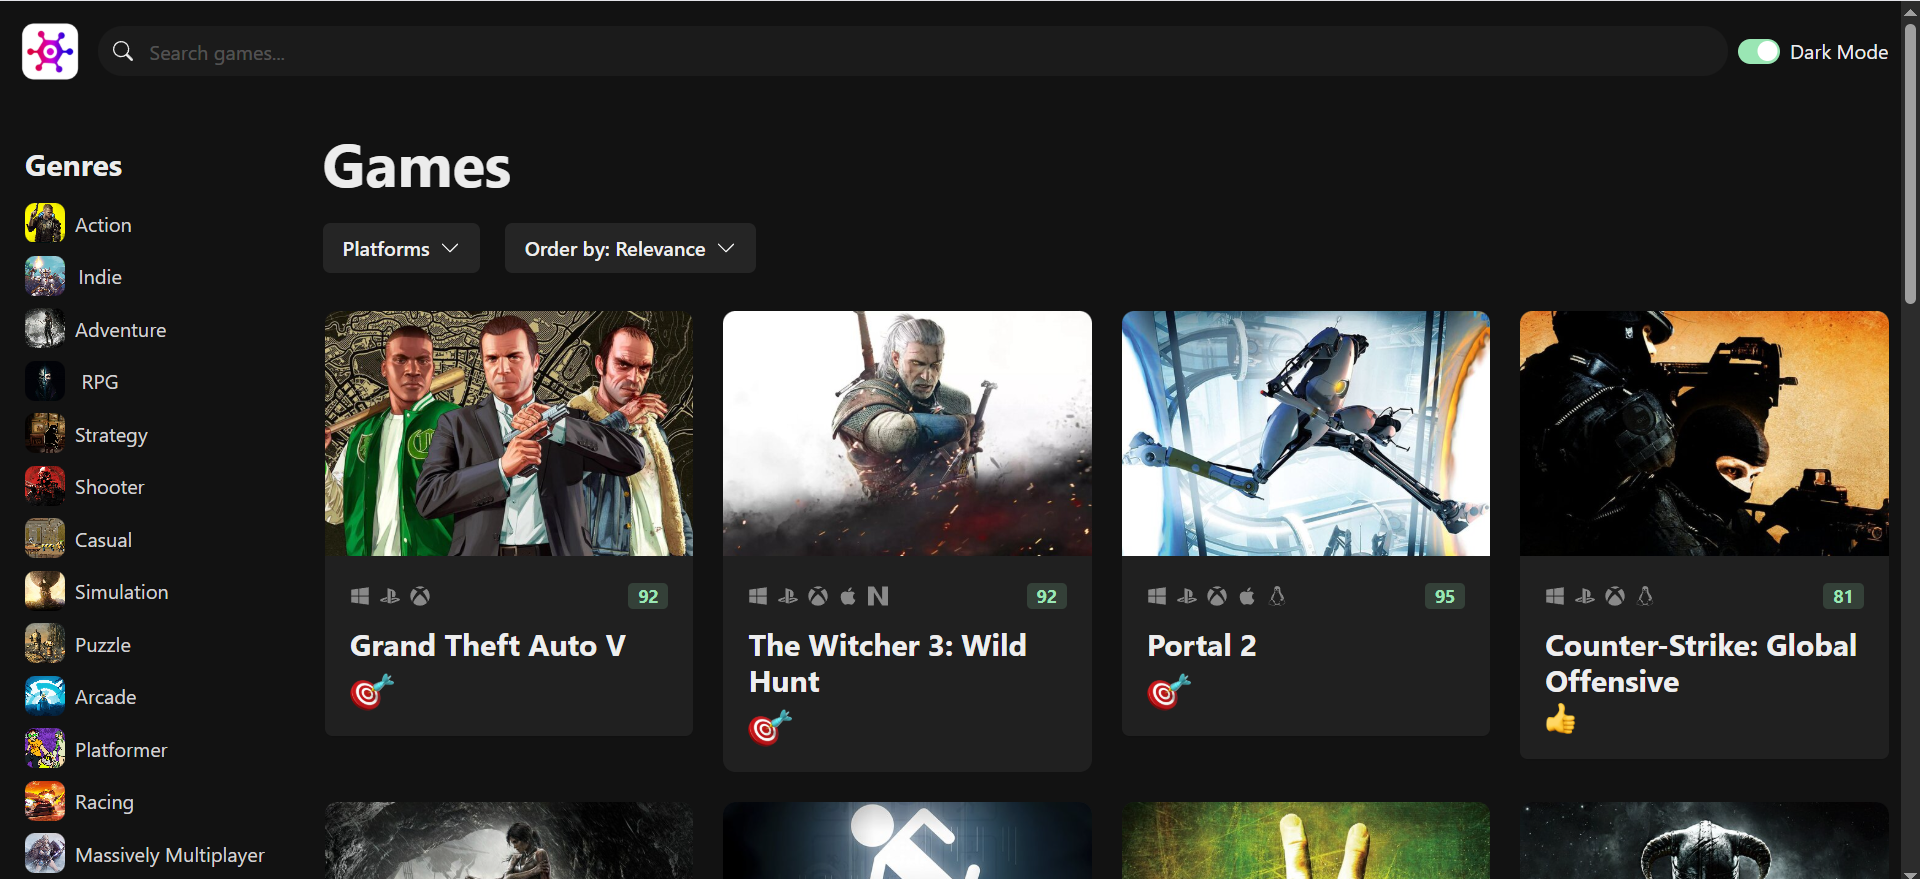 Search games...
Dark Mode
Genres
Action
Indie
Adventure
RPG
Strategy
Shooter
Casual
Simulation
Puzzle
Arcade
Platformer
Racing
Massively Multiplayer
Games
Platforms
Order by: Relevance
92
Grand Theft Auto V
92
The Witcher 3: Wild
Hunt
95
Portal 2
81
Counter-Strike: Global
Offensive